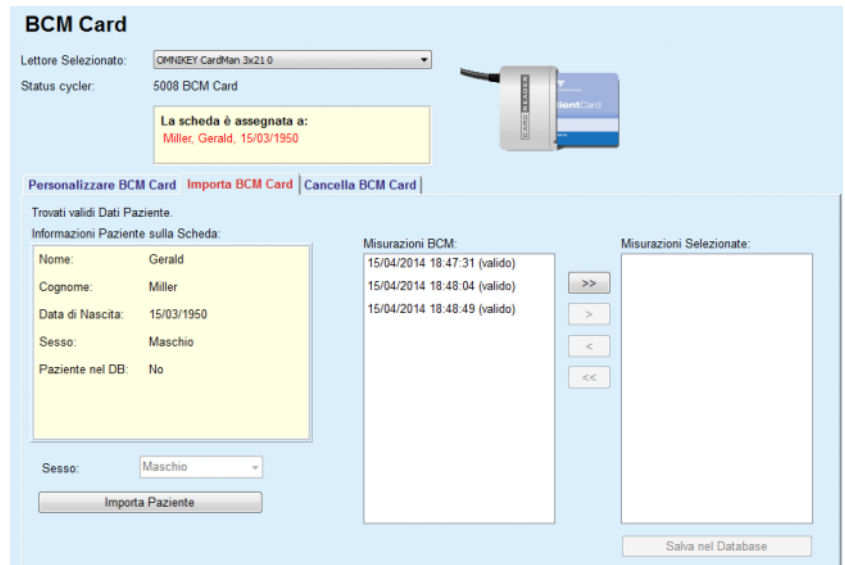 BCM Card
Lettore Selezionato: OMNIKEY CardMan 3x21 0
Status cycler: 5008 BCM Card
La scheda è assegnata a:
Miller, Gerald, 15/03/1950
CARD READER
tientCard
Personalizzare BCM Card Importa BCM Card Cancella BCM Card
Trovati validi Dati Paziente.
Informazioni Paziente sulla Scheda:
Nome: Gerald
Cognome: Miller
Data di Nascita: 15/03/1950
Sesso: Maschio
Paziente nel DB: No
Sesso: Maschio
Importa Paziente
Misurazioni BCM:
15/04/2014 18:47:31 (valido)
15/04/2014 18:48:04 (valido)
15/04/2014 18:48:49 (valido)
>>
>
<
<<
Misurazioni Selezionate:
Salva nel Database